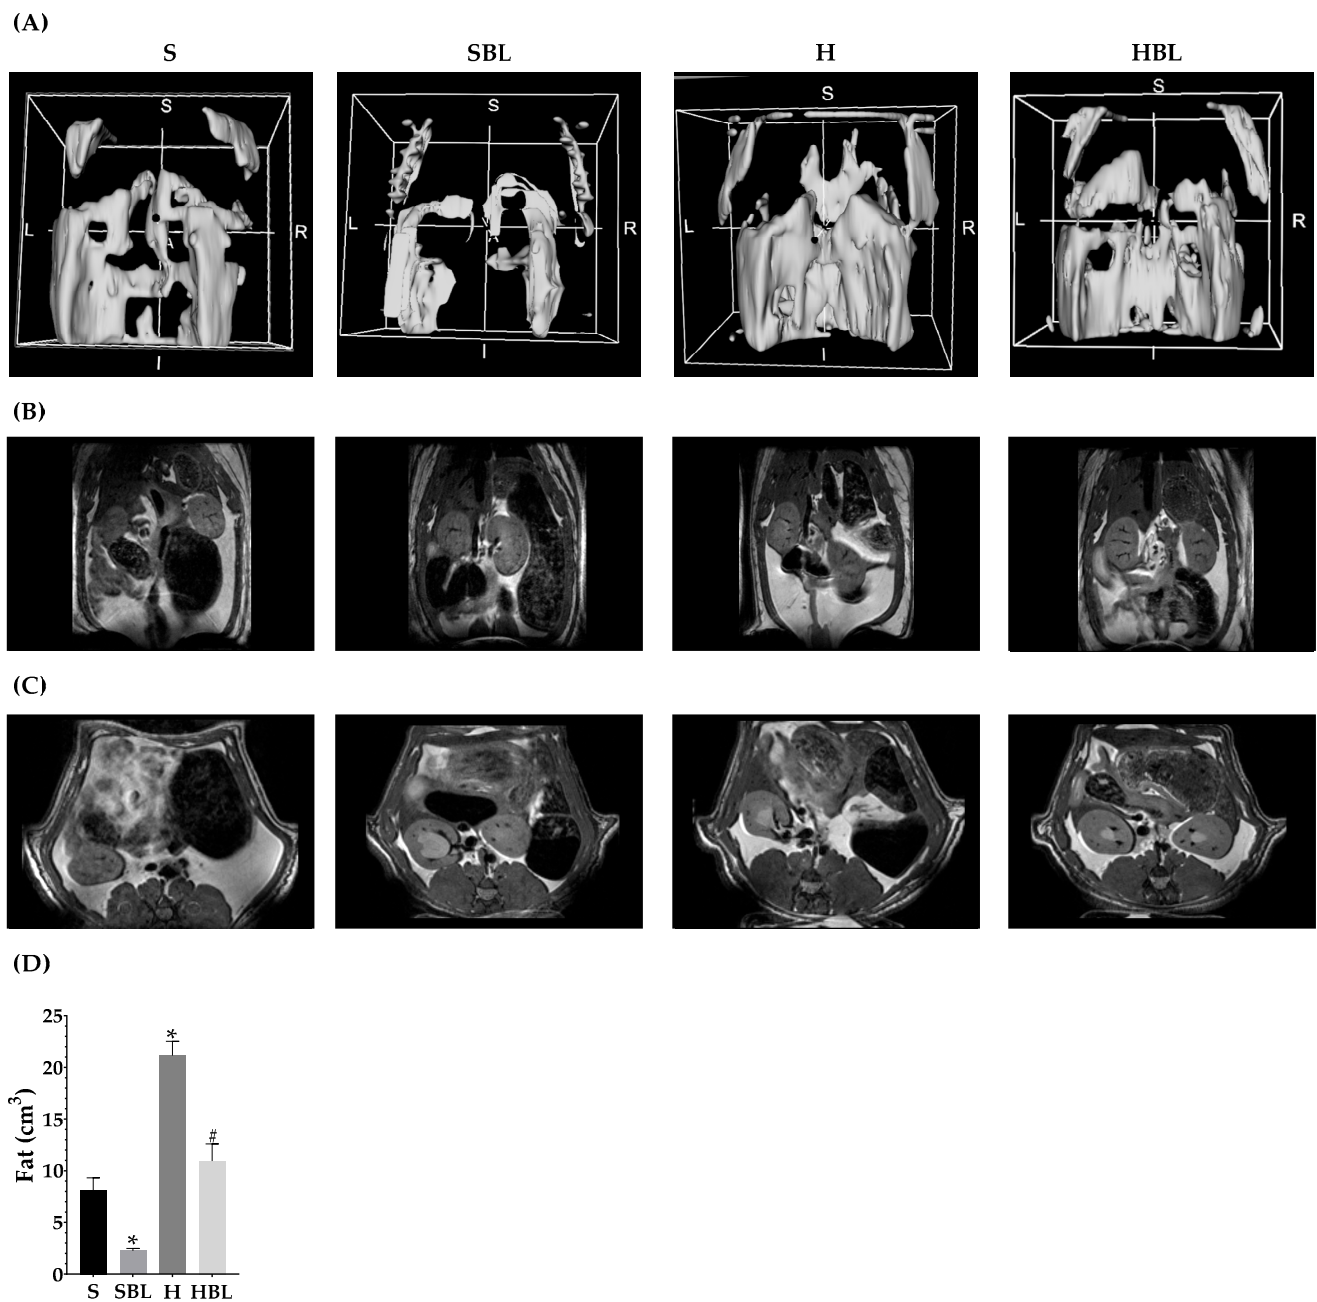 (A)
S SBL H HBL
S S S S
L R L R L R L R
A A
I I I I
(B)
(C)
(D)
Fat (cm³)
25
20
15
10
5
0
* * #
*
S SBL H HBL